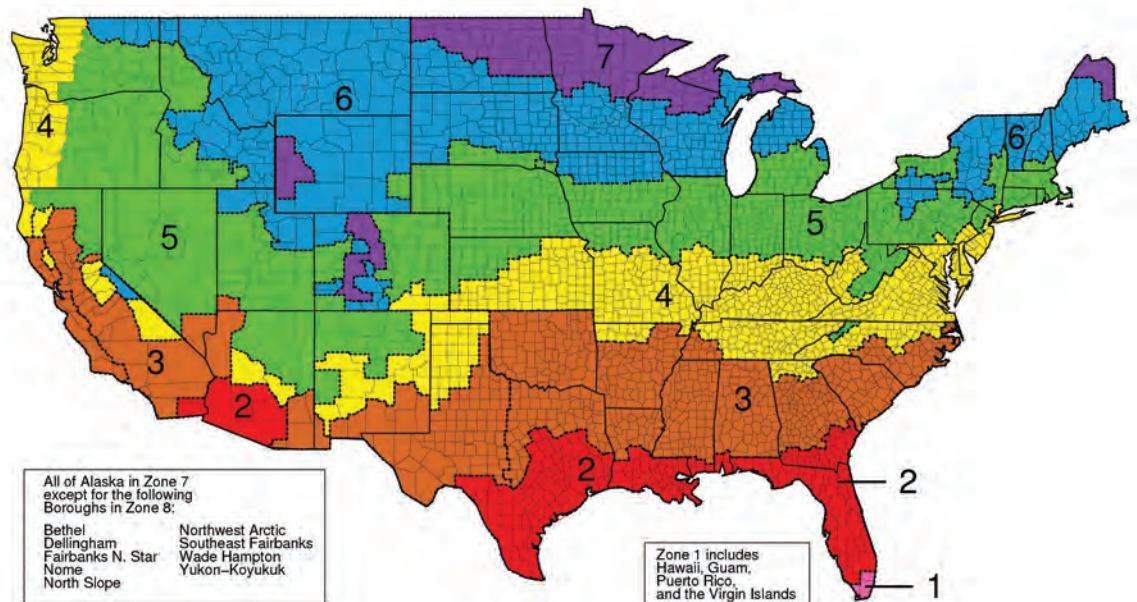 7
6
4
6
5
5
4
3
3
2
2
2
1
All of Alaska in Zone 7
except for the following
Boroughs in Zone 8:
Bethel Northwest Arctic
Dellingham Southeast Fairbanks
Fairbanks N. Star Wade Hampton
Nome Yukon–Koyukuk
North Slope
Zone 1 includes
Hawaii, Guam,
Puerto Rico,
and the Virgin Islands